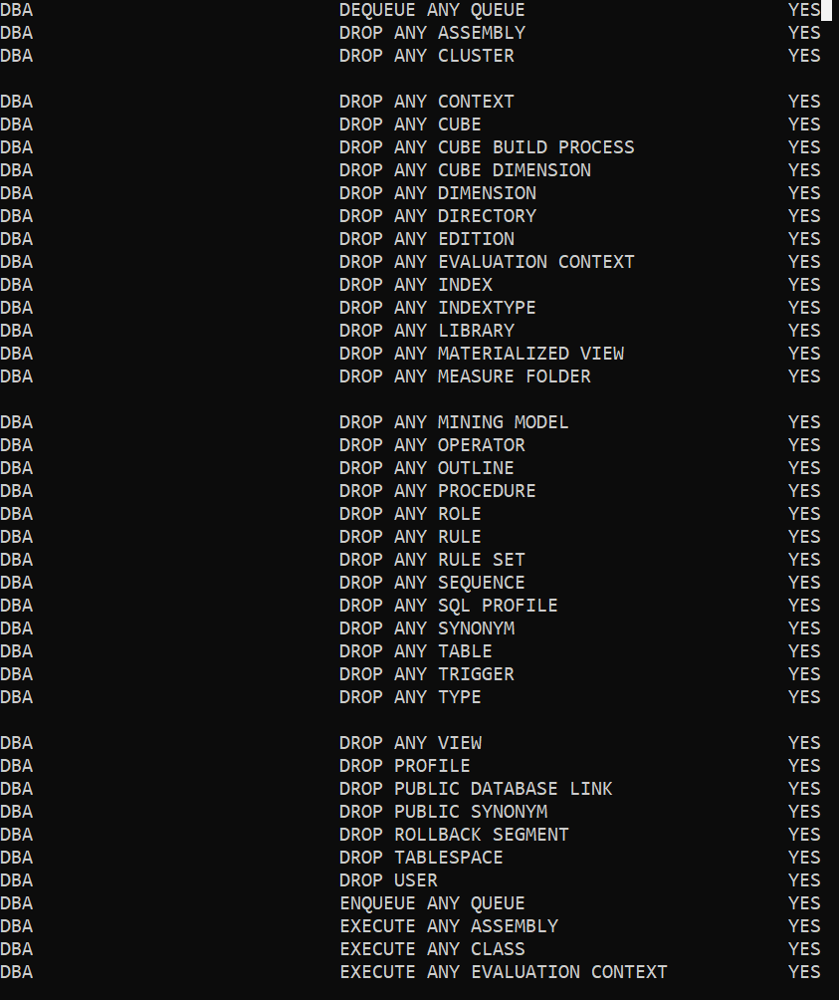 DBA DEQUEUE ANY QUEUE YES
DBA DROP ANY ASSEMBLY YES
DBA DROP ANY CLUSTER YES
DBA DROP ANY CONTEXT YES
DBA DROP ANY CUBE YES
DBA DROP ANY CUBE BUILD PROCESS YES
DBA DROP ANY CUBE DIMENSION YES
DBA DROP ANY DIMENSION YES
DBA DROP ANY DIRECTORY YES
DBA DROP ANY EDITION YES
DBA DROP ANY EVALUATION CONTEXT YES
DBA DROP ANY INDEX YES
DBA DROP ANY INDEXTYPE YES
DBA DROP ANY LIBRARY YES
DBA DROP ANY MATERIALIZED VIEW YES
DBA DROP ANY MEASURE FOLDER YES
DBA DROP ANY MINING MODEL YES
DBA DROP ANY OPERATOR YES
DBA DROP ANY OUTLINE YES
DBA DROP ANY PROCEDURE YES
DBA DROP ANY ROLE YES
DBA DROP ANY RULE YES
DBA DROP ANY RULE SET YES
DBA DROP ANY SEQUENCE YES
DBA DROP ANY SQL PROFILE YES
DBA DROP ANY SYNONYM YES
DBA DROP ANY TABLE YES
DBA DROP ANY TRIGGER YES
DBA DROP ANY TYPE YES
DBA DROP ANY VIEW YES
DBA DROP PROFILE YES
DBA DROP PUBLIC DATABASE LINK YES
DBA DROP PUBLIC SYNONYM YES
DBA DROP ROLLBACK SEGMENT YES
DBA DROP TABLESPACE YES
DBA DROP USER YES
DBA ENQUEUE ANY QUEUE YES
DBA EXECUTE ANY ASSEMBLY YES
DBA EXECUTE ANY CLASS YES
DBA EXECUTE ANY EVALUATION CONTEXT YES